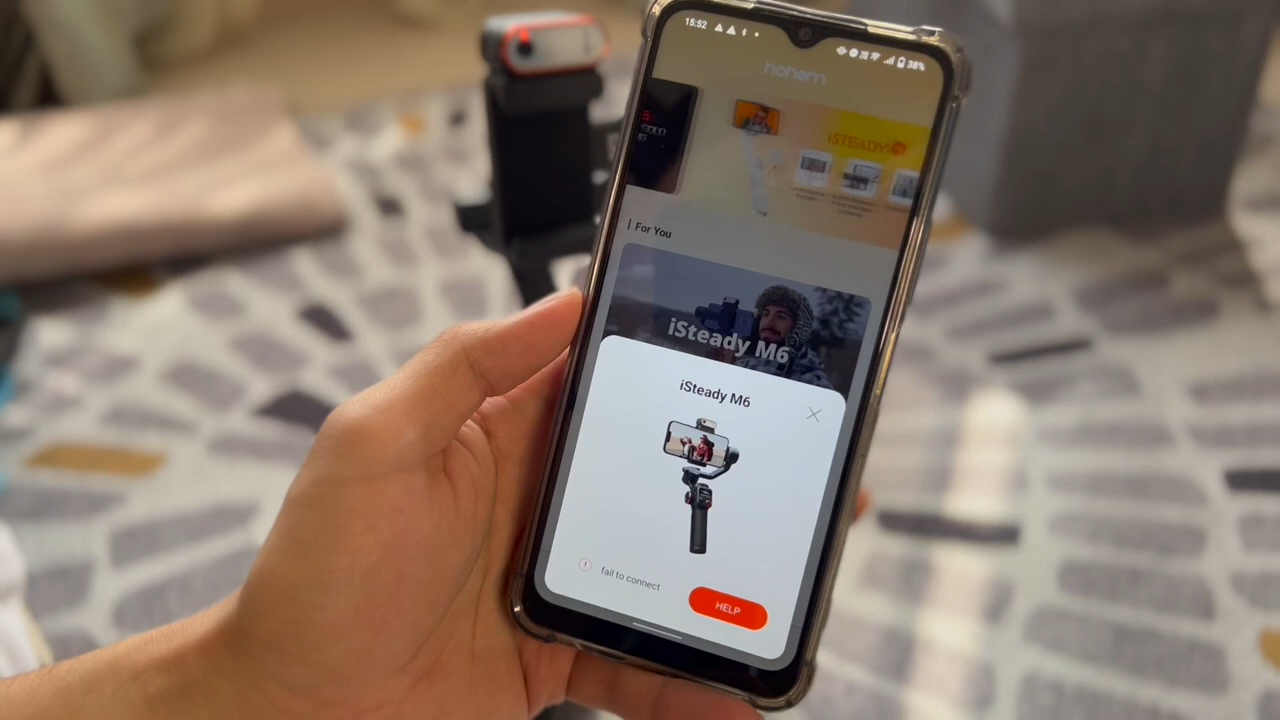 15:52
38%
hohem
iSTEADY
For You
iSteady M6
iSteady M6
fail to connect
HELP